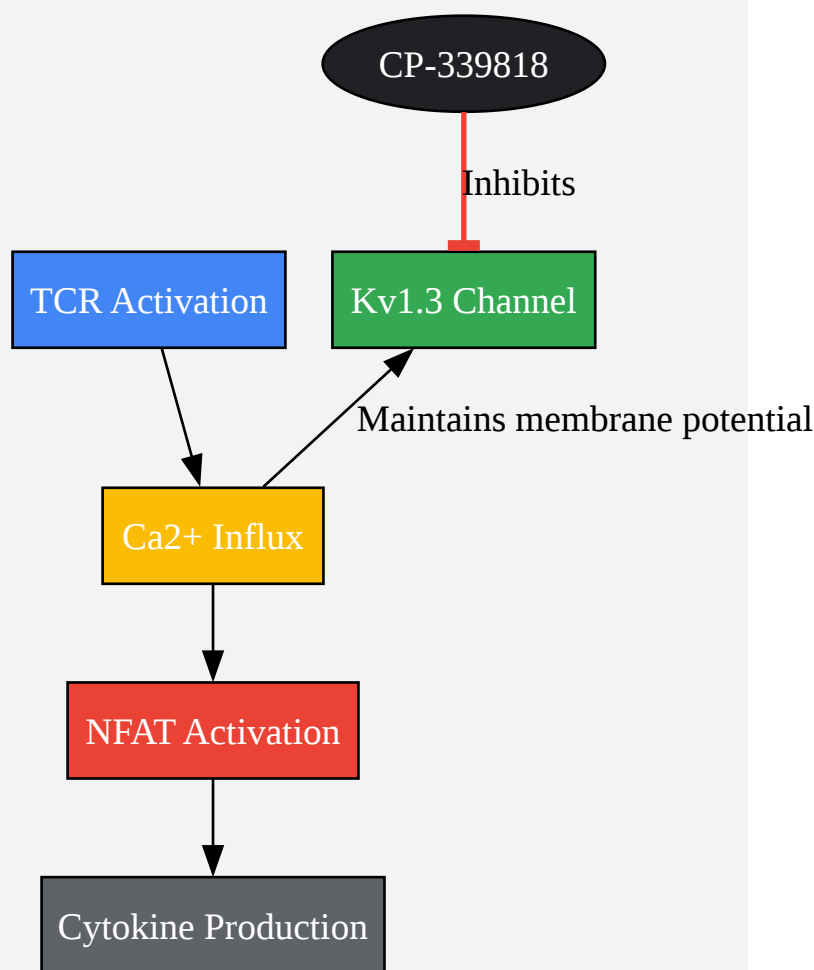 CP-339818
Inhibits
TCR Activation
Kv1.3 Channel
Maintains membrane potential
Ca2+ Influx
NFAT Activation
Cytokine Production